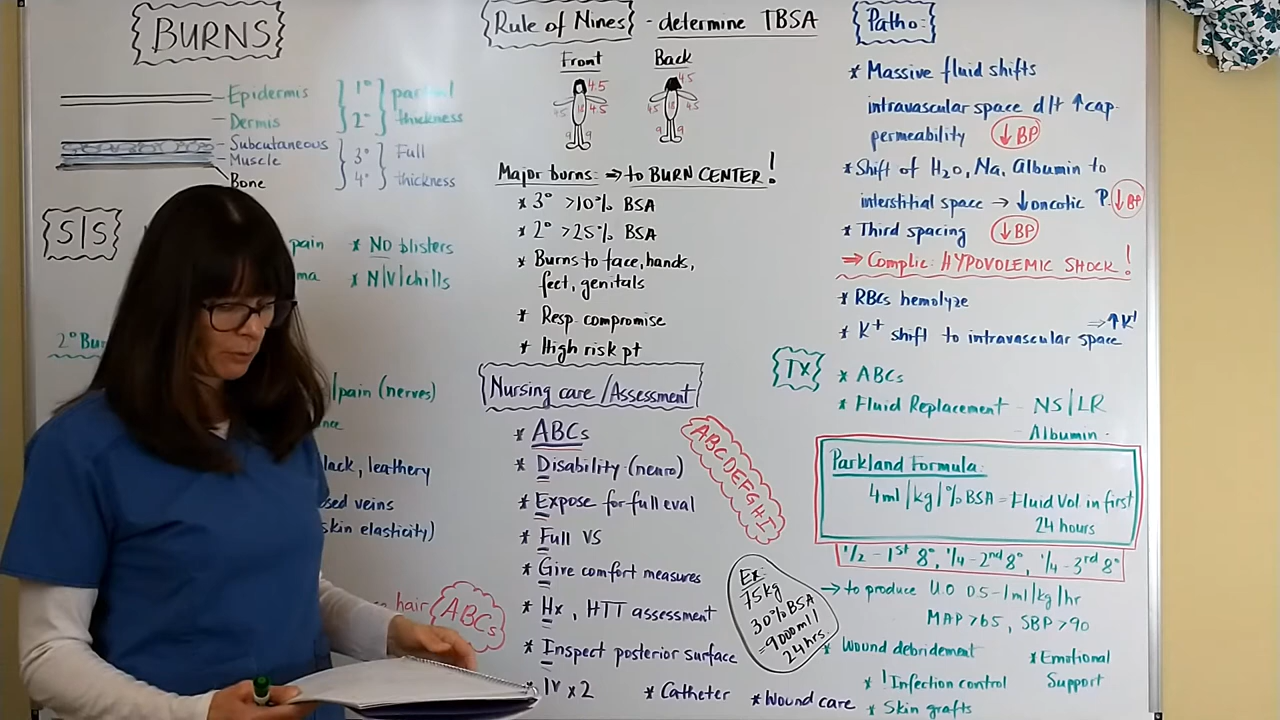 BURNS
Epidermis
Dermis
Subcutaneous
Muscle
Bone
1° partial
2° thickness
3° Full
4° thickness
S|S
pain * NO blisters
ma * N|V|chills
2° Bur
/pain (nerves)
nce
lack, leathery
sed veins
skin elasticity)
hair
ABCs
Rule of Nines - determine TBSA
Front Back
4.5 4.5
4.5 4.5 4.5 18 4.5
9 9 9 9
Major burns: ⇒ to BURN CENTER!
* 3° >10% BSA
* 2° >25% BSA
* Burns to face, hands,
feet, genitals
* Resp. compromise
* High risk pt
Nursing care/Assessment
* ABCs
* Disability (neuro)
* Expose for full eval
* Full VS
* Give comfort measures
* Hx, HTT assessment
* Inspect posterior surface
* IV x2 * Catheter * Wound care
ABCDEFGHI
Ex:
75kg
30% BSA
=9000ml/
24hrs.
Patho:
* Massive fluid shifts
intravascular space d/t ↑cap.
permeability ↓BP
* Shift of H2O, Na, Albumin to
interstitial space → ↓oncotic P. ↓BP
* Third spacing ↓BP
⇒ Complic: HYPOVOLEMIC SHOCK!
* RBCs hemolyze
* K+ shift to intravascular space ⇒↑K!
TX
* ABCs
* Fluid Replacement - NS|LR
- Albumin
Parkland Formula:
4ml|kg|% BSA = Fluid Vol. in first
24 hours
1/2 - 1st 8°, 1/4 - 2nd 8°, 1/4 - 3rd 8°
→ to produce U.O 0.5-1ml|kg|hr
MAP >65, SBP >90
* Wound debridement * Emotional
Support
* !Infection control
* Skin grafts